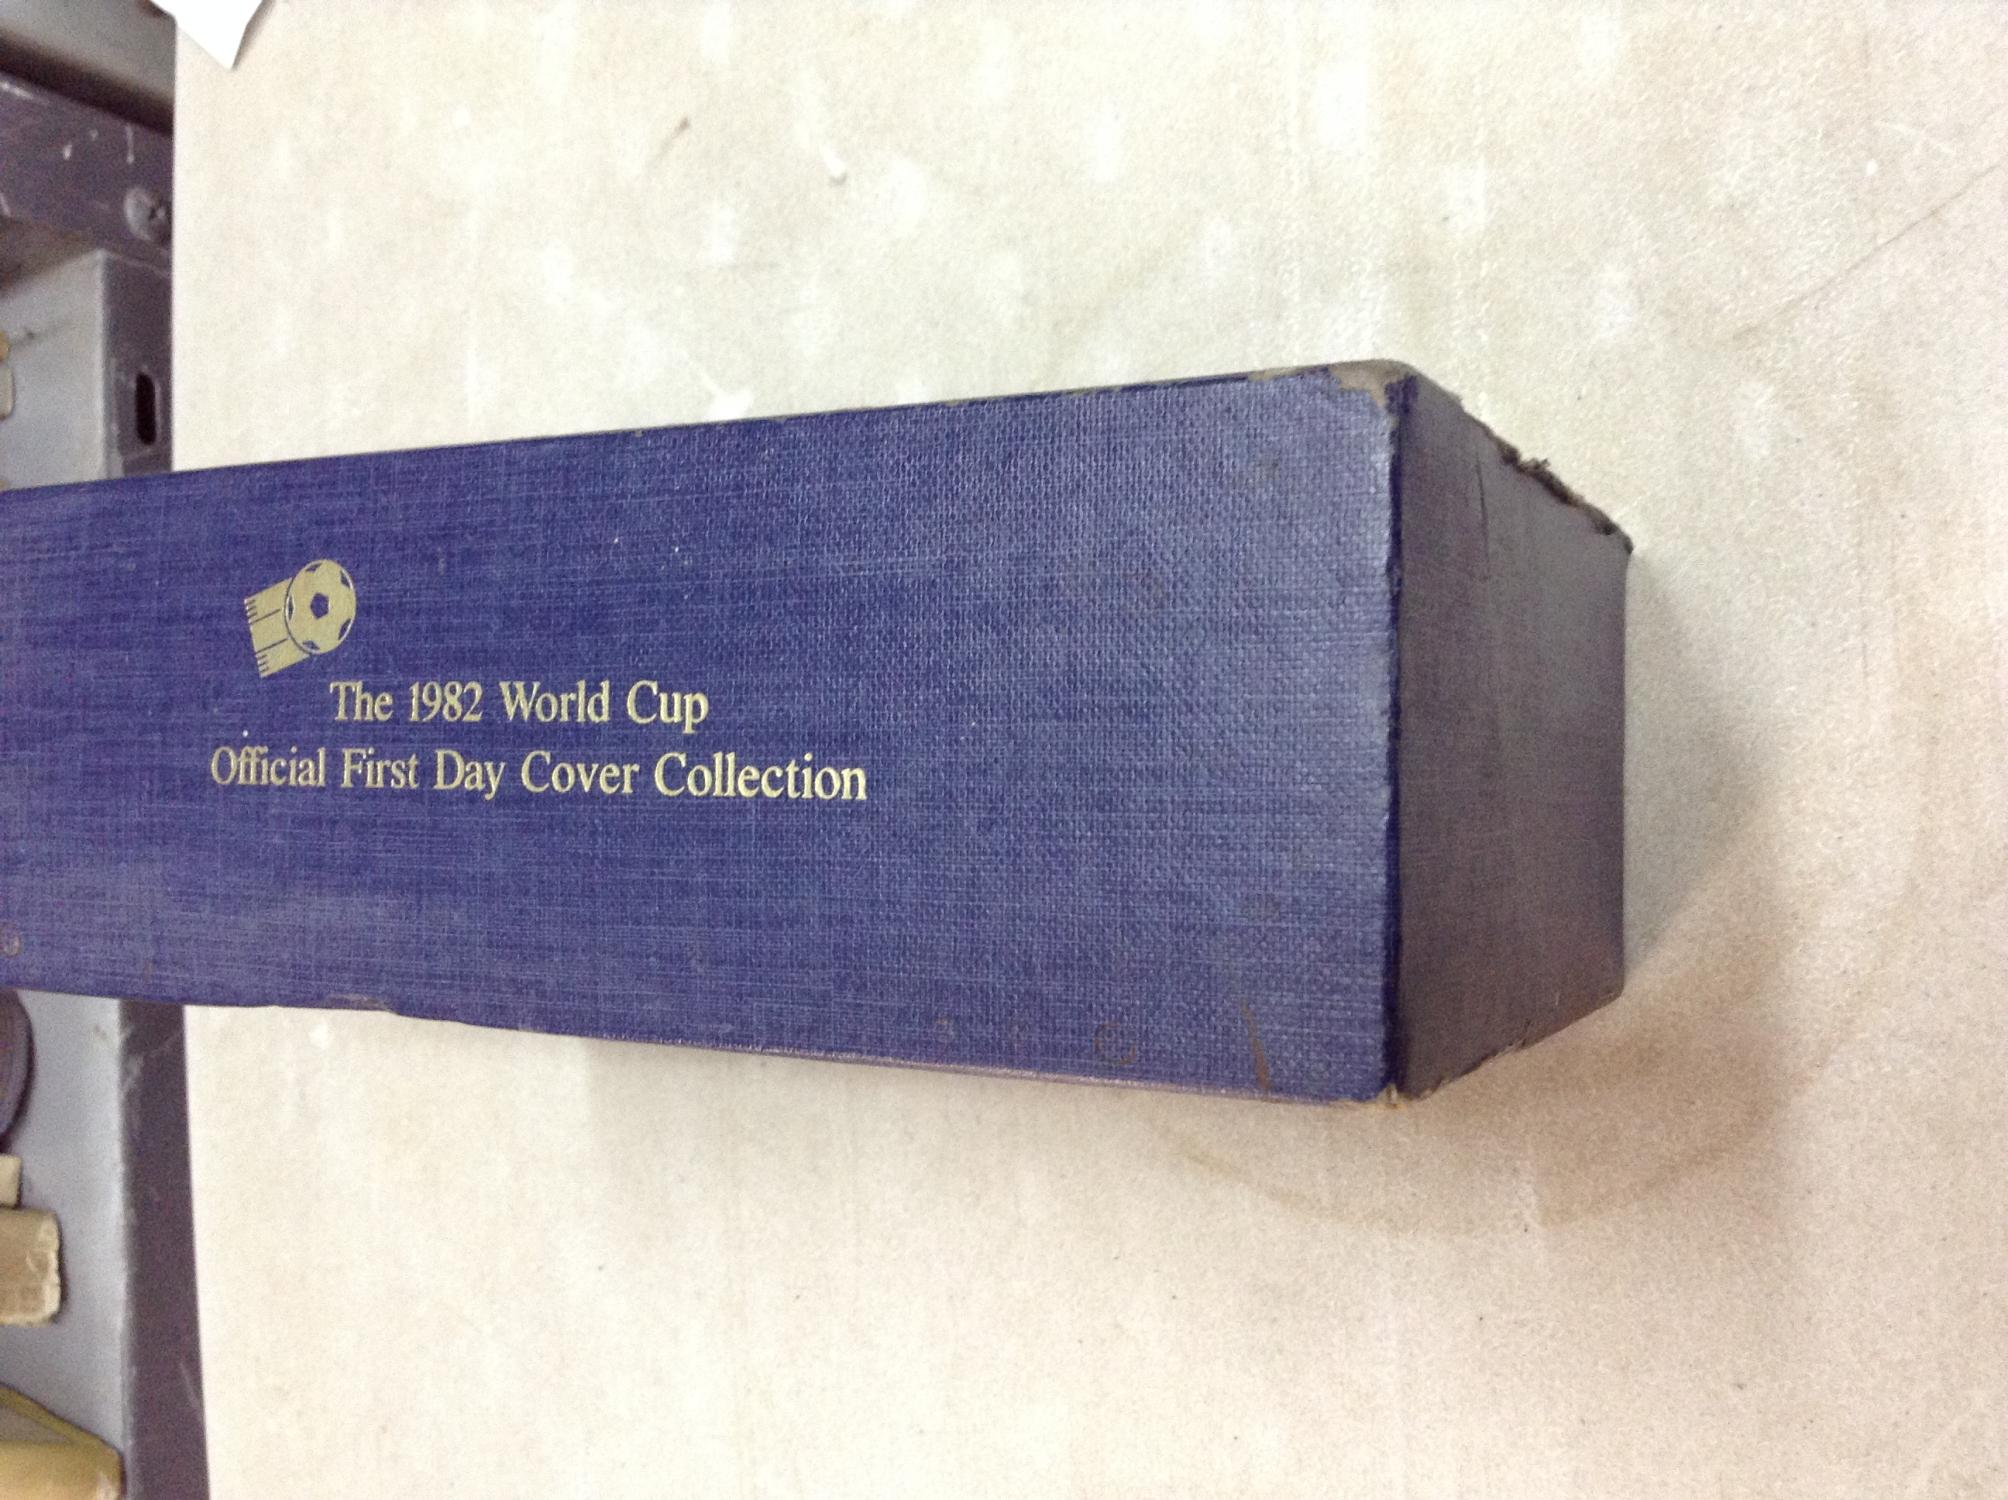 The 1982 World Cup
Official First Day Cover Collection